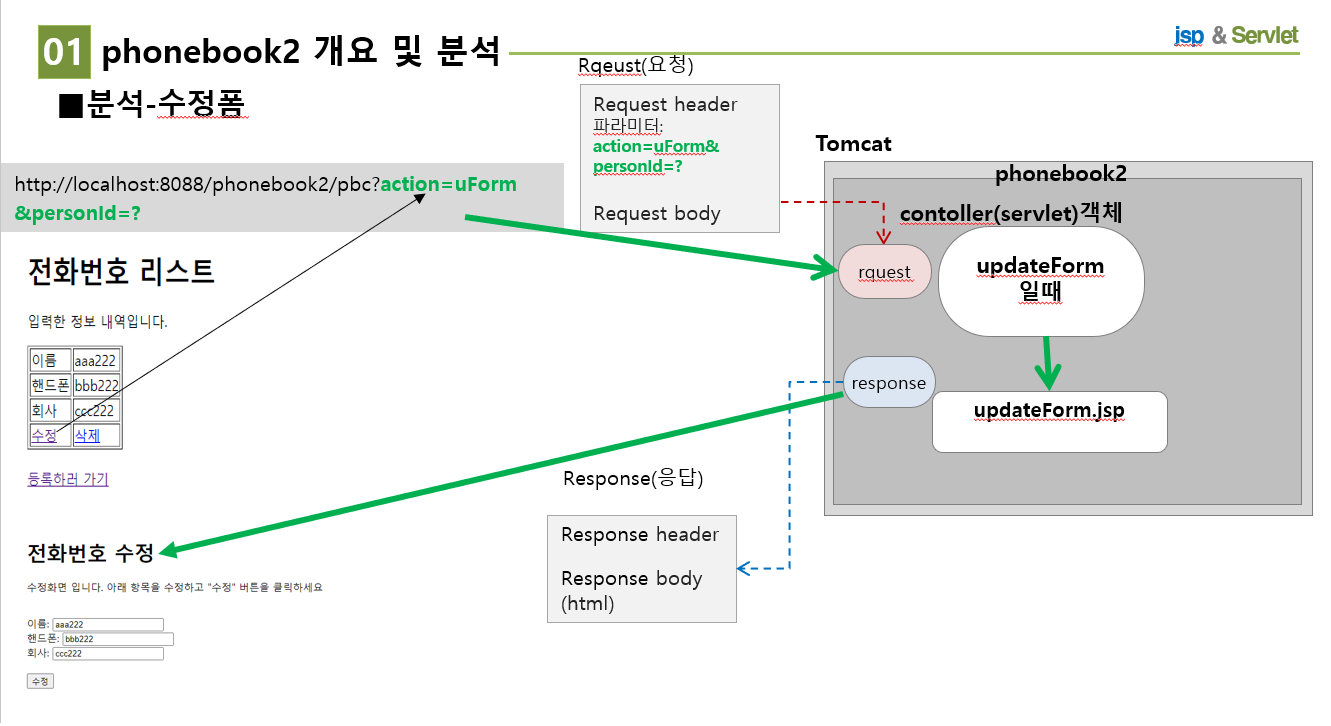 01 phonebook2 개요 및 분석
jsp & Servlet
■분석-수정폼
Rqeust(요청)
Request header
파라미터:
action=uForm&
personId=?
Request body
http://localhost:8088/phonebook2/pbc?action=uForm
&personId=?
Tomcat
phonebook2
contoller(servlet)객체
rquest
updateForm
일때
response
updateForm.jsp
전화번호 리스트
입력한 정보 내역입니다.
이름 aaa222
핸드폰 bbb222
회사 ccc222
수정 삭제
등록하러 가기
Response(응답)
Response header
Response body
(html)
전화번호 수정
수정화면 입니다. 아래 항목을 수정하고 "수정" 버튼을 클릭하세요
이름: aaa222
핸드폰: bbb222
회사: ccc222
수정